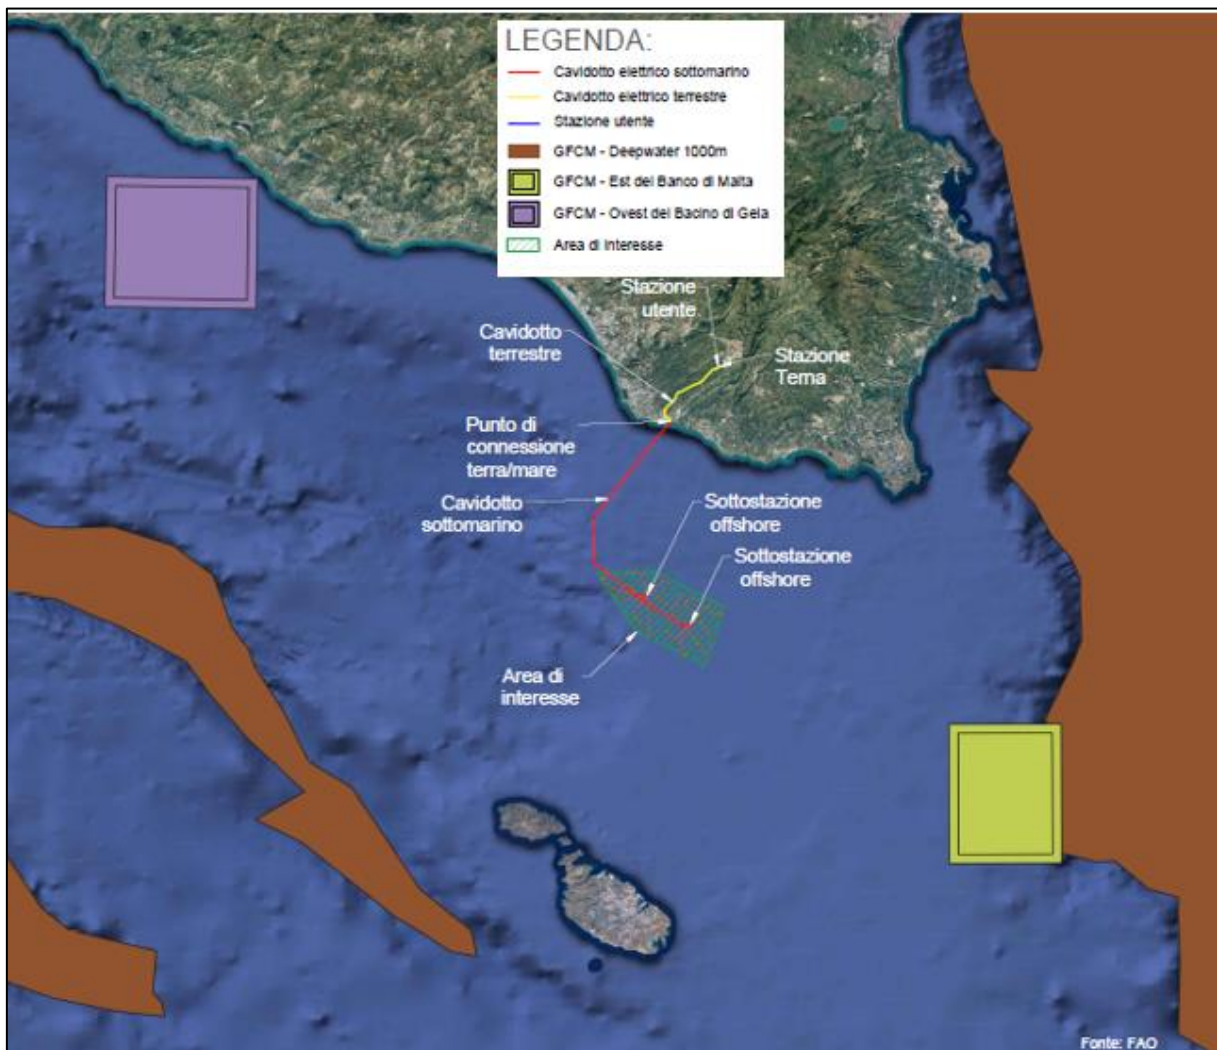 LEGENDA:
Cavidotto elettrico sottomarino
Cavidotto elettrico terrestre
Stazione utente
GFCM - Deepwater 1000m
GFCM - Est del Banco di Malta
GFCM - Ovest del Bacino di Gela
Area di interesse
Stazione
utente
Cavidotto
terrestre
Stazione
Terna
Punto di
connessione
terra/mare
Cavidotto
sottomarino
Sottostazione
offshore
Sottostazione
offshore
Area di
interesse
Fonte: FAO